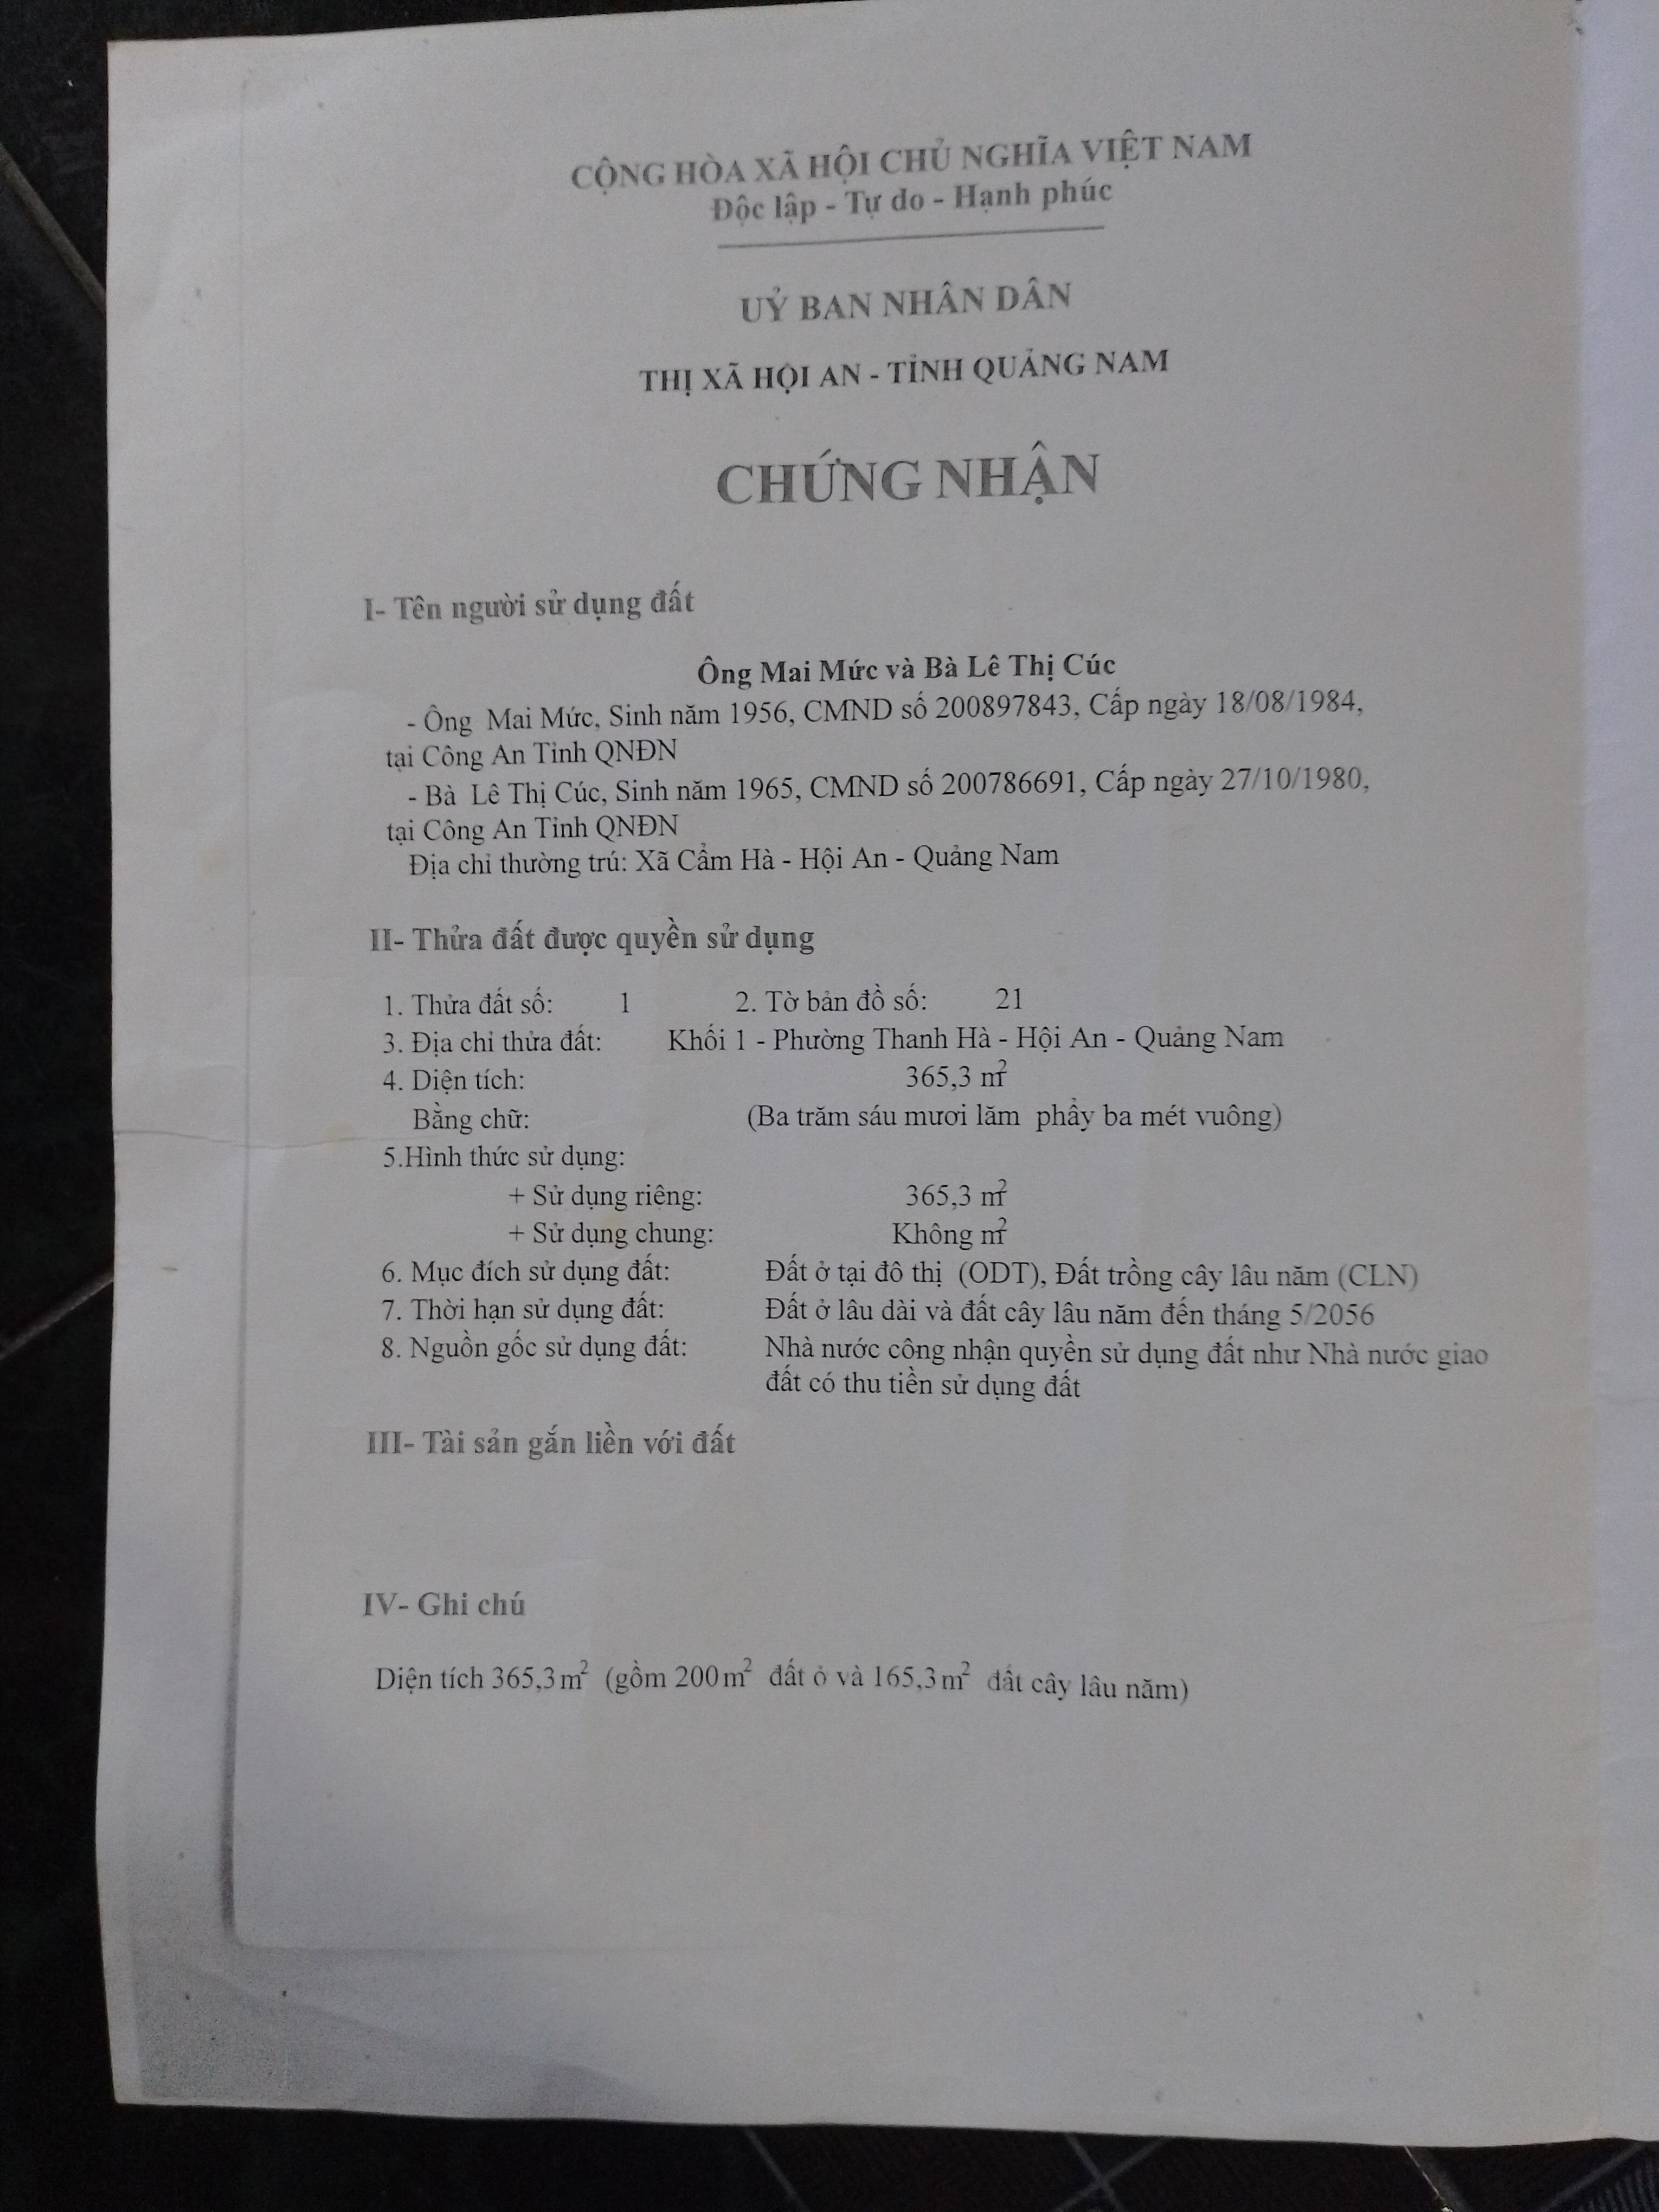 CỘNG HÒA XÃ HỘI CHỦ NGHĨA VIỆT NAM
Độc lập - Tự do - Hạnh phúc
UỶ BAN NHÂN DÂN
THỊ XÃ HỘI AN - TỈNH QUẢNG NAM
CHỨNG NHẬN
I- Tên người sử dụng đất
Ông Mai Mức và Bà Lê Thị Cúc
- Ông Mai Mức, Sinh năm 1956, CMND số 200897843, Cấp ngày 18/08/1984,
tại Công An Tỉnh QNĐN
- Bà Lê Thị Cúc, Sinh năm 1965, CMND số 200786691, Cấp ngày 27/10/1980,
tại Công An Tỉnh QNĐN
Địa chỉ thường trú: Xã Cẩm Hà - Hội An - Quảng Nam
II- Thửa đất được quyền sử dụng
1. Thửa đất số: 1 2. Tờ bản đồ số: 21
3. Địa chỉ thửa đất: Khối 1 - Phường Thanh Hà - Hội An - Quảng Nam
4. Diện tích: 365,3 m²
Bằng chữ: (Ba trăm sáu mươi lăm phẩy ba mét vuông)
5.Hình thức sử dụng:
+ Sử dụng riêng: 365,3 m²
+ Sử dụng chung: Không m²
6. Mục đích sử dụng đất: Đất ở tại đô thị (ODT), Đất trồng cây lâu năm (CLN)
7. Thời hạn sử dụng đất: Đất ở lâu dài và đất cây lâu năm đến tháng 5/2056
8. Nguồn gốc sử dụng đất: Nhà nước công nhận quyền sử dụng đất như Nhà nước giao
đất có thu tiền sử dụng đất
III- Tài sản gắn liền với đất
IV- Ghi chú
Diện tích 365,3m² (gồm 200m² đất ở và 165,3m² đất cây lâu năm)